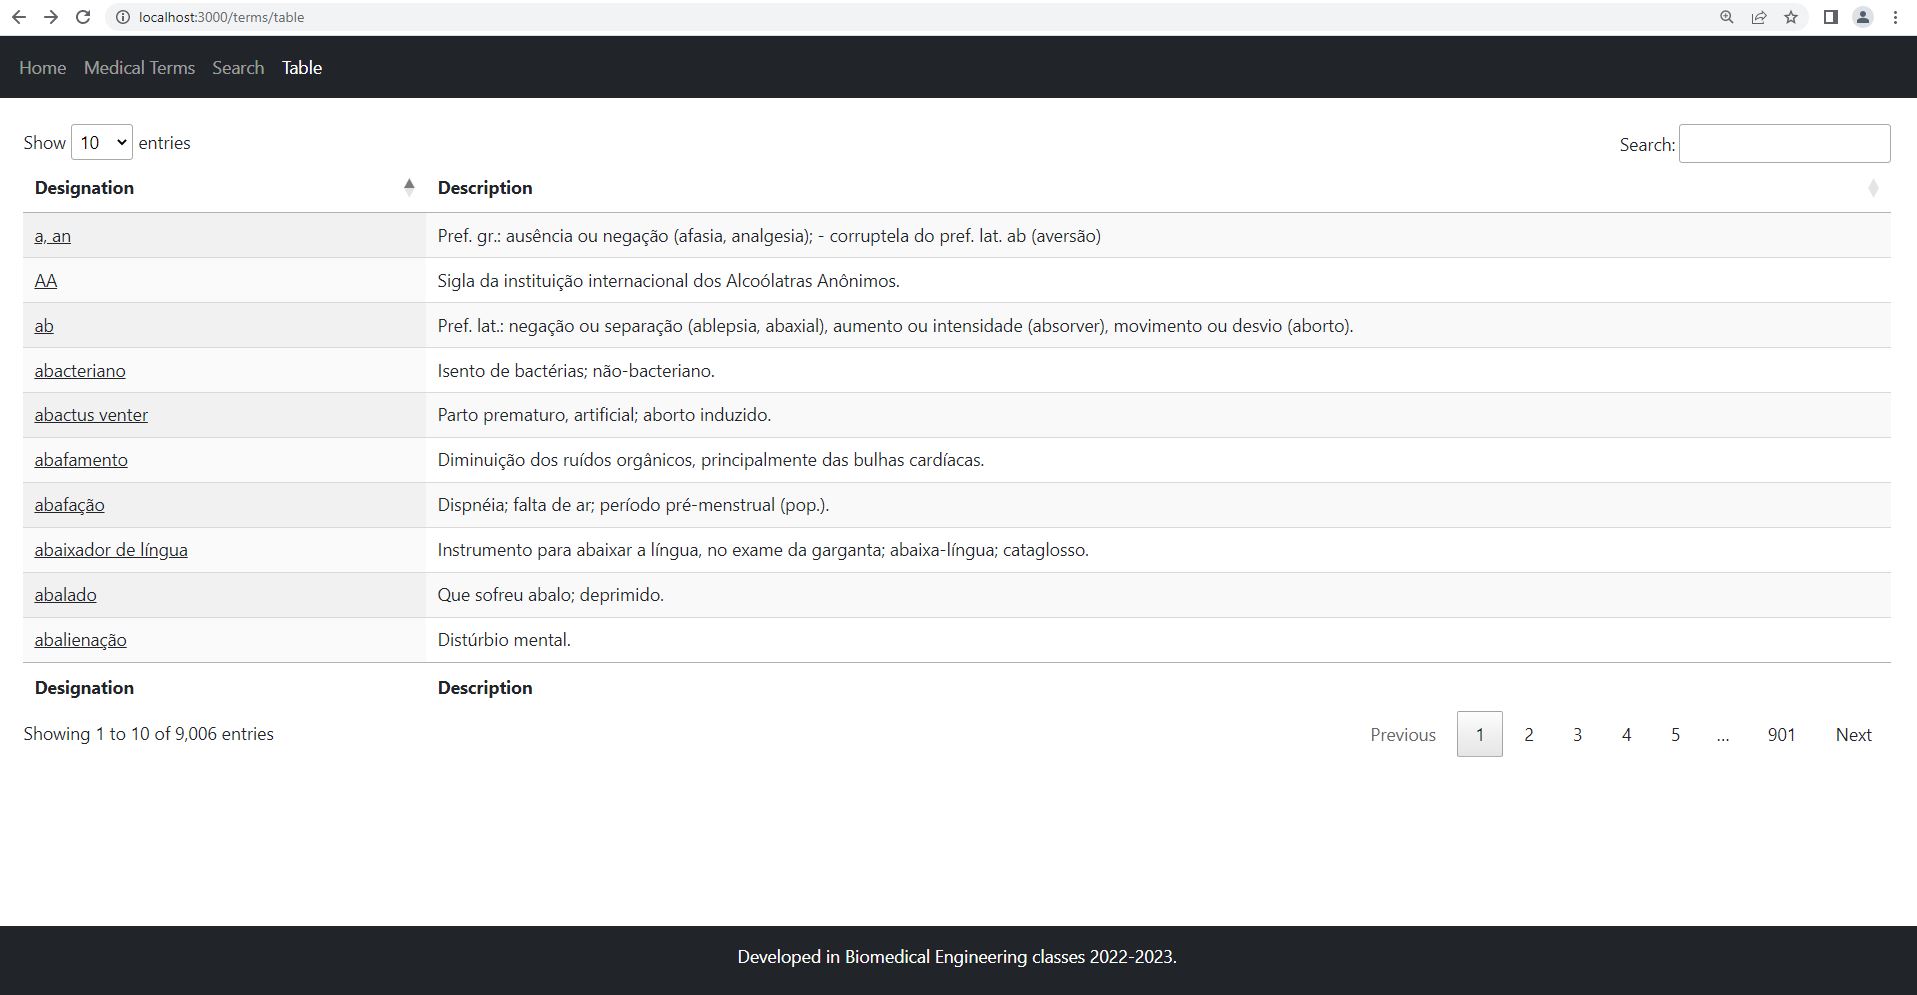 localhost:3000/terms/table
Home Medical Terms Search Table
Show 10 entries Search:
Designation Description
a, an Pref. gr.: ausência ou negação (afasia, analgesia); - corruptela do pref. lat. ab (aversão)
AA Sigla da instituição internacional dos Alcoólatras Anônimos.
ab Pref. lat.: negação ou separação (ablepsia, abaxial), aumento ou intensidade (absorver), movimento ou desvio (aborto).
abacteriano Isento de bactérias; não-bacteriano.
abactus venter Parto prematuro, artificial; aborto induzido.
abafamento Diminuição dos ruídos orgânicos, principalmente das bulhas cardíacas.
abafação Dispnéia; falta de ar; período pré-menstrual (pop.).
abaixador de língua Instrumento para abaixar a língua, no exame da garganta; abaixa-língua; cataglosso.
abalado Que sofreu abalo; deprimido.
abalienação Distúrbio mental.
Designation Description
Showing 1 to 10 of 9,006 entries Previous 1 2 3 4 5 … 901 Next
Developed in Biomedical Engineering classes 2022-2023.